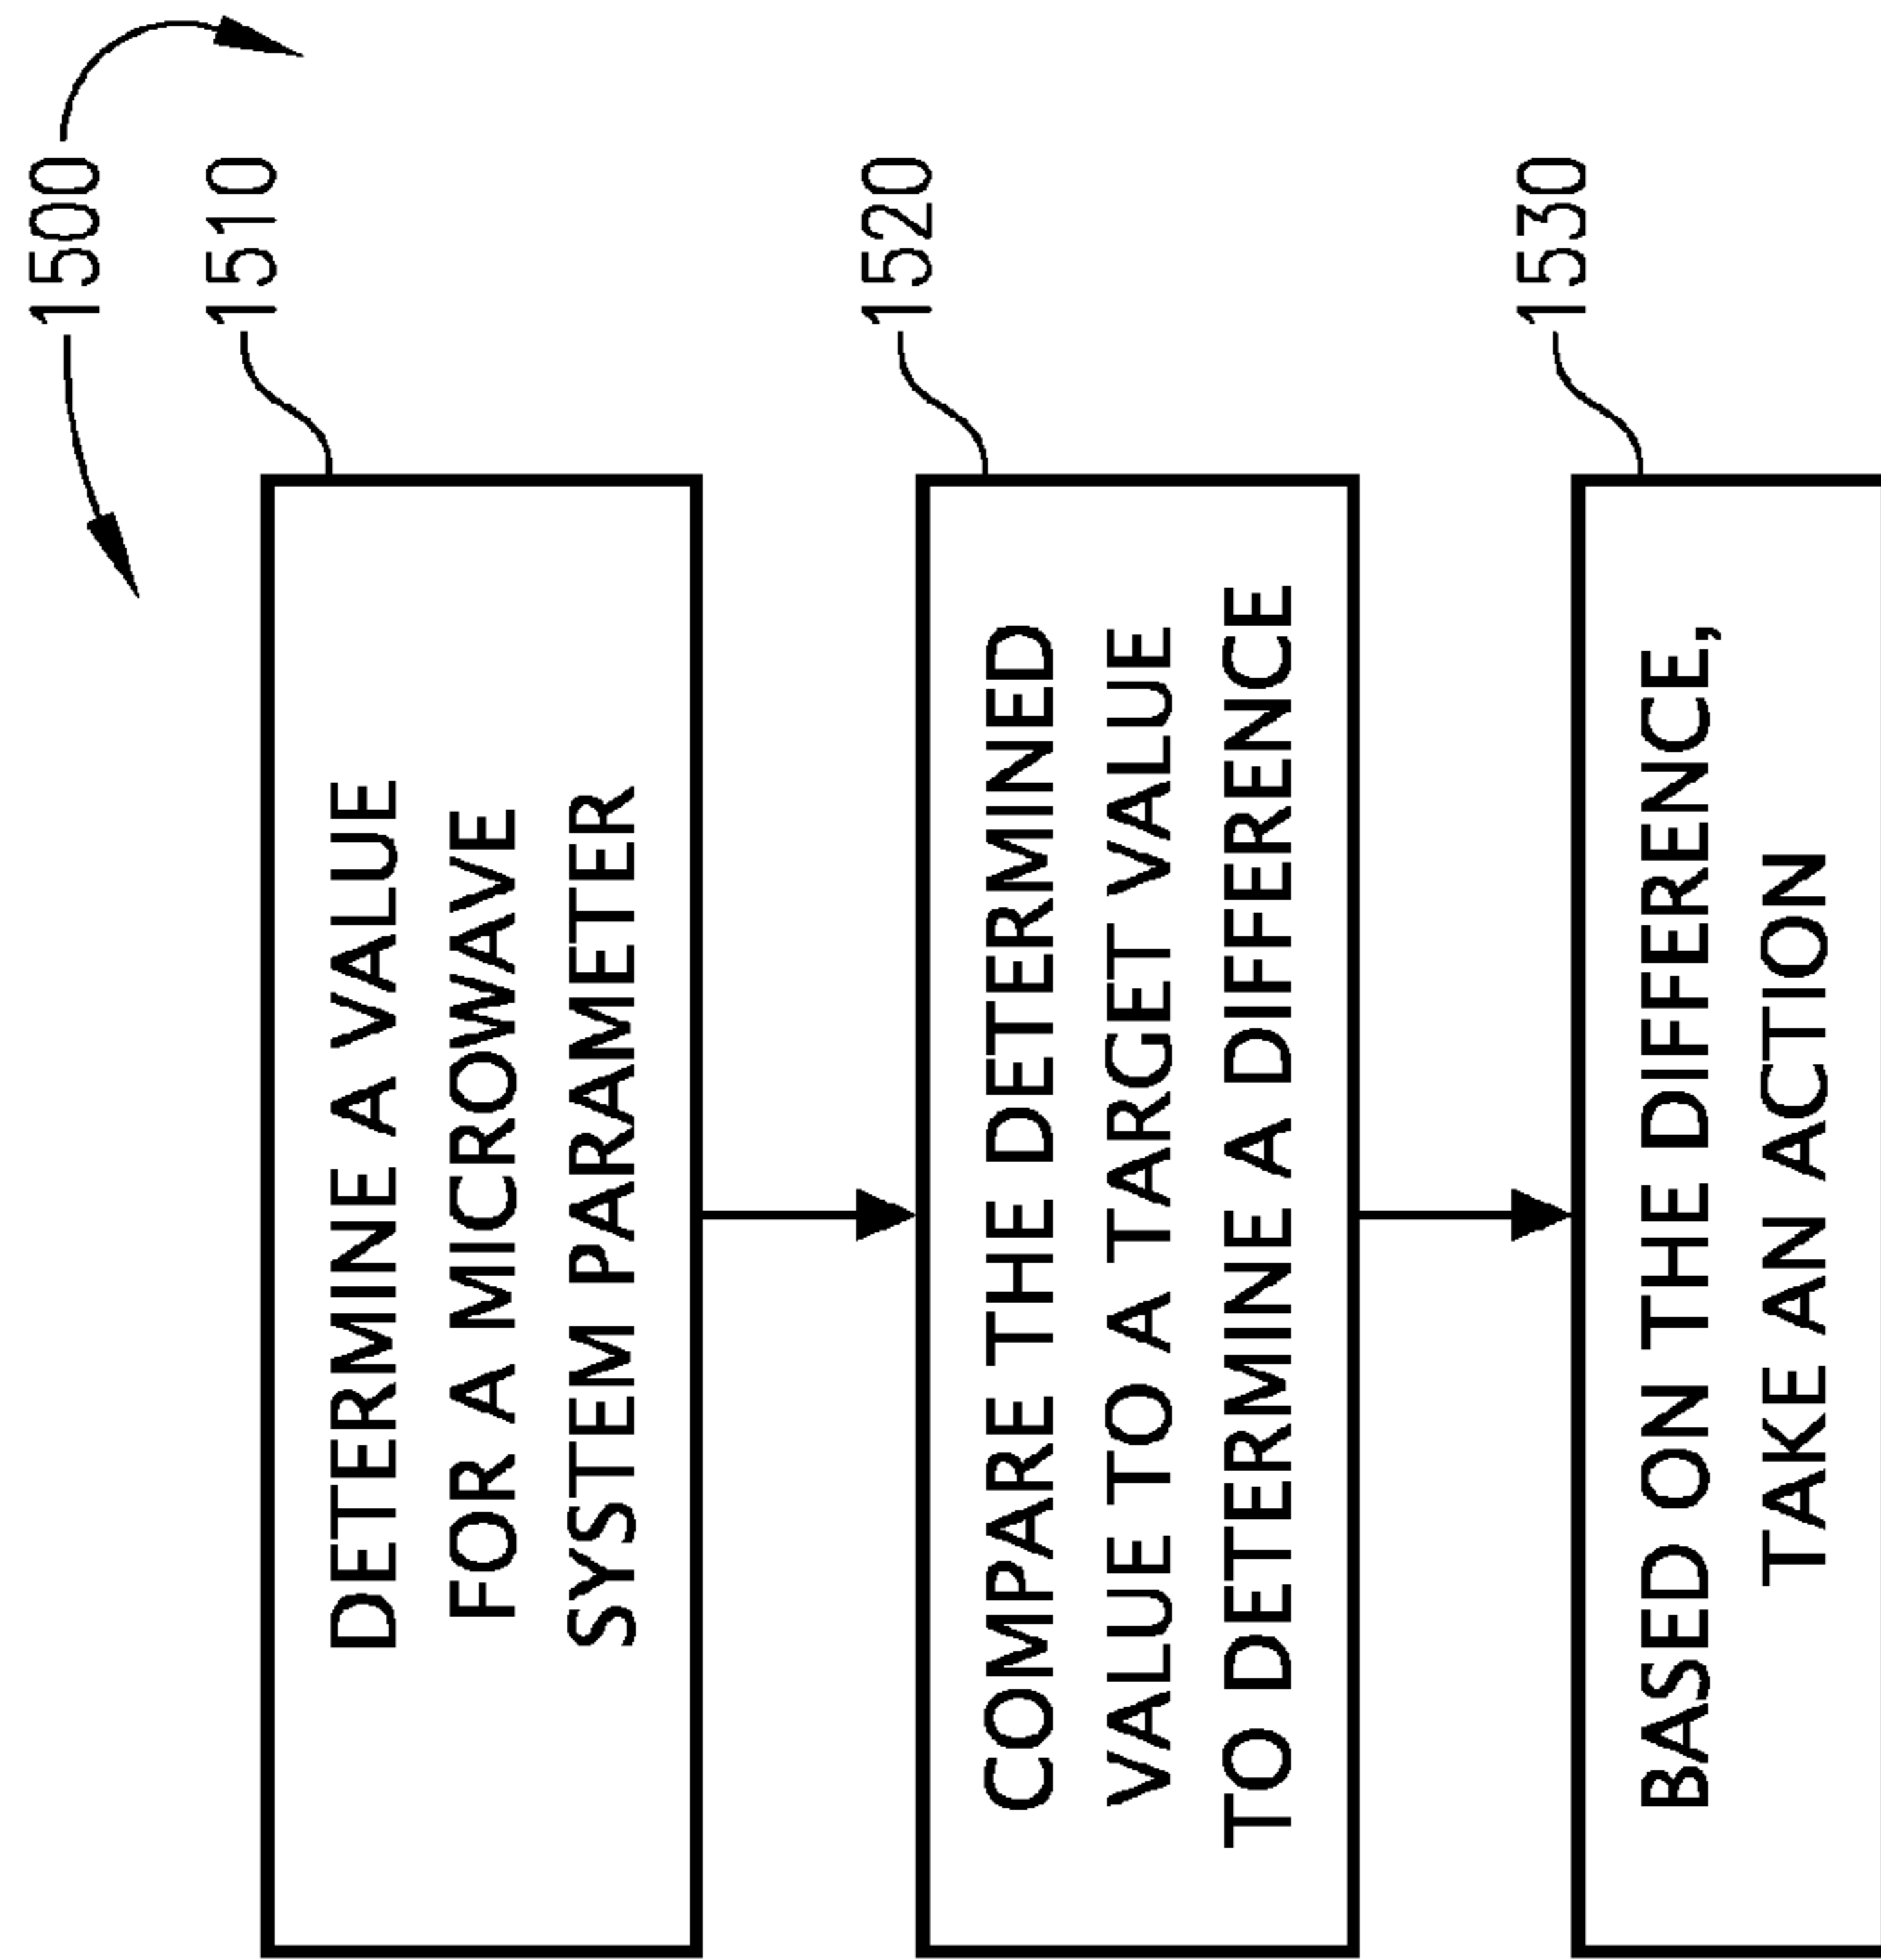 1500
1510
DETERMINE A VALUE
FOR A MICROWAVE
SYSTEM PARAMETER
1520
COMPARE THE DETERMINED
VALUE TO A TARGET VALUE
TO DETERMINE A DIFFERENCE
1530
BASED ON THE DIFFERENCE,
TAKE AN ACTION